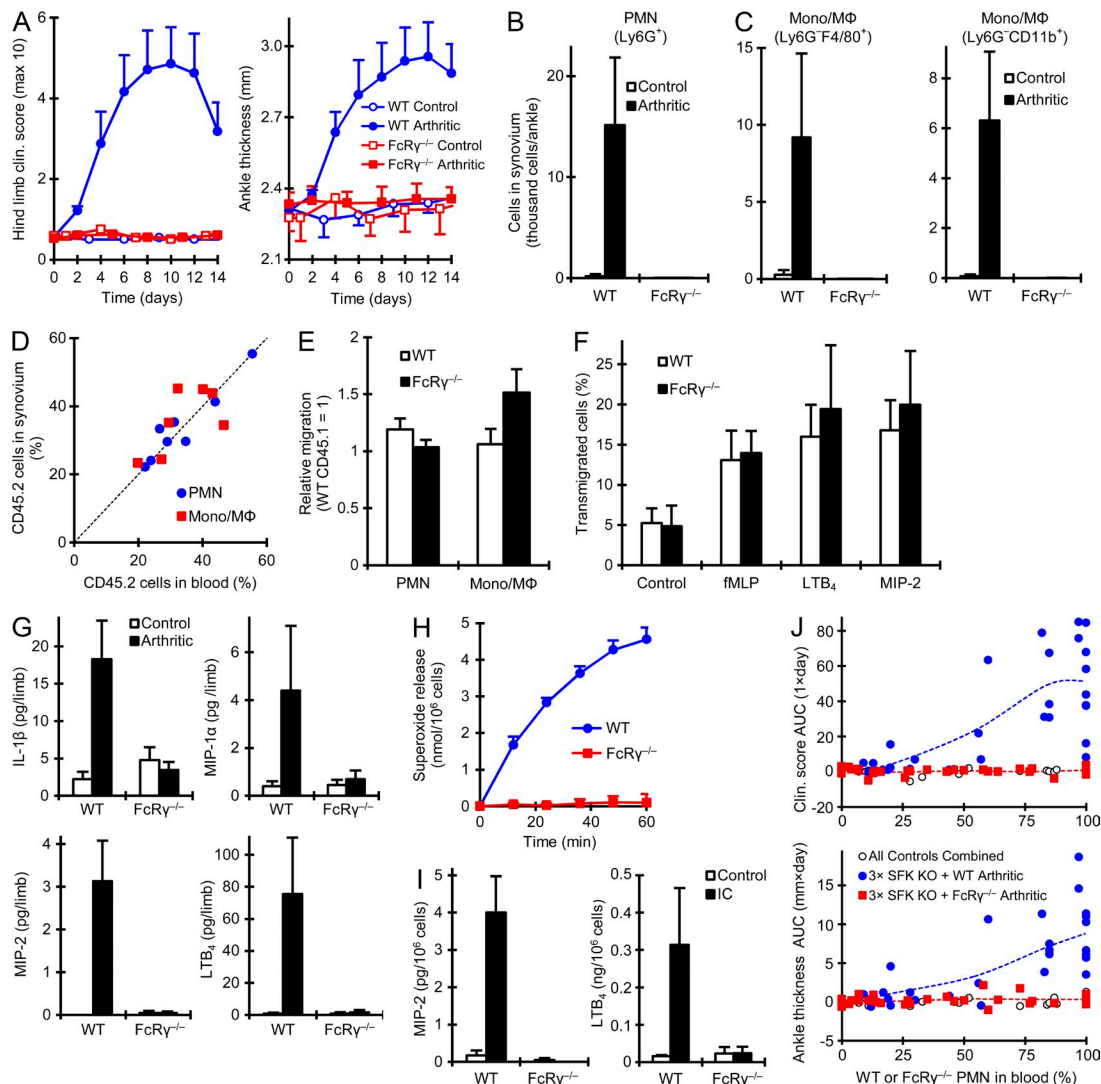 A
Hind limb clin. score (max 10)
6
4
2
0
0 2 4 6 8 10 12 14
Time (days)
Ankle thickness (mm)
3.0
2.7
2.4
2.1
WT Control
WT Arthritic
FcRγ–/– Control
FcRγ–/– Arthritic
0 2 4 6 8 10 12 14
Time (days)
B
PMN
(Ly6G+)
Cells in synovium
(thousand cells/ankle)
20
10
0
Control
Arthritic
WT FcRγ–/–
C
Mono/MΦ
(Ly6G–F4/80+)
15
10
5
0
Control
Arthritic
WT FcRγ–/–
Mono/MΦ
(Ly6G–CD11b+)
8
6
4
2
0
Control
Arthritic
WT FcRγ–/–
D
CD45.2 cells in synovium
(%)
60
40
20
0
PMN
Mono/MΦ
0 20 40 60
CD45.2 cells in blood (%)
E
Relative migration
(WT CD45.1 = 1)
2
1.5
1
0.5
0
WT
FcRγ–/–
PMN Mono/MΦ
F
Transmigrated cells (%)
25
20
15
10
5
0
WT
FcRγ–/–
Control fMLP LTB4 MIP-2
G
IL-1β (pg/limb)
20
15
10
5
0
Control
Arthritic
WT FcRγ–/–
MIP-1α (pg /limb)
6
4
2
0
WT FcRγ–/–
MIP-2 (pg/limb)
4
3
2
1
0
WT FcRγ–/–
LTB4 (pg/limb)
100
80
60
40
20
0
WT FcRγ–/–
H
Superoxide release
(nmol/106 cells)
5
4
3
2
1
0
WT
FcRγ–/–
0 20 40 60
Time (min)
I
MIP-2 (pg/106 cells)
5
4
3
2
1
0
WT FcRγ–/–
LTB4 (ng/106 cells)
0.5
0.4
0.3
0.2
0.1
0
Control
IC
WT FcRγ–/–
J
Clin. score AUC (1×day)
80
60
40
20
0
-20
0 25 50 75 100
Ankle thickness AUC (mm×day)
15
10
5
0
-5
All Controls Combined
3× SFK KO + WT Arthritic
3× SFK KO + FcRγ–/– Arthritic
0 25 50 75 100
WT or FcRγ–/– PMN in blood (%)